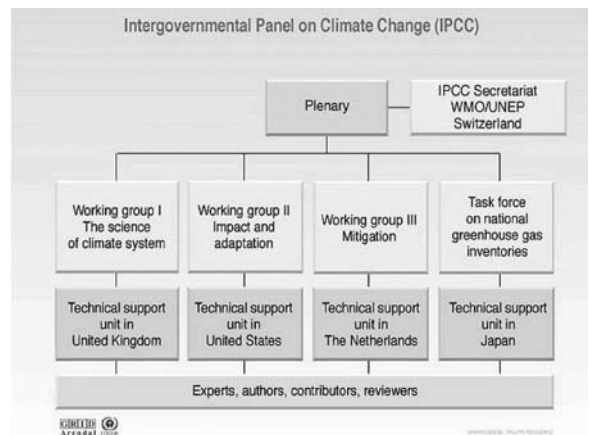 Intergovernmental Panel on Climate Change (IPCC)
Plenary
IPCC Secretariat
WMO/UNEP
Switzerland
Working group I
The science
of climate system
Working group II
Impact and
adaptation
Working group III
Mitigation
Task force
on national
greenhouse gas
inventories
Technical support
unit in
United Kingdom
Technical support
unit in
United States
Technical support
unit in
The Netherlands
Technical support
unit in
Japan
Experts, authors, contributors, reviewers
GRID
Arendal UNEP